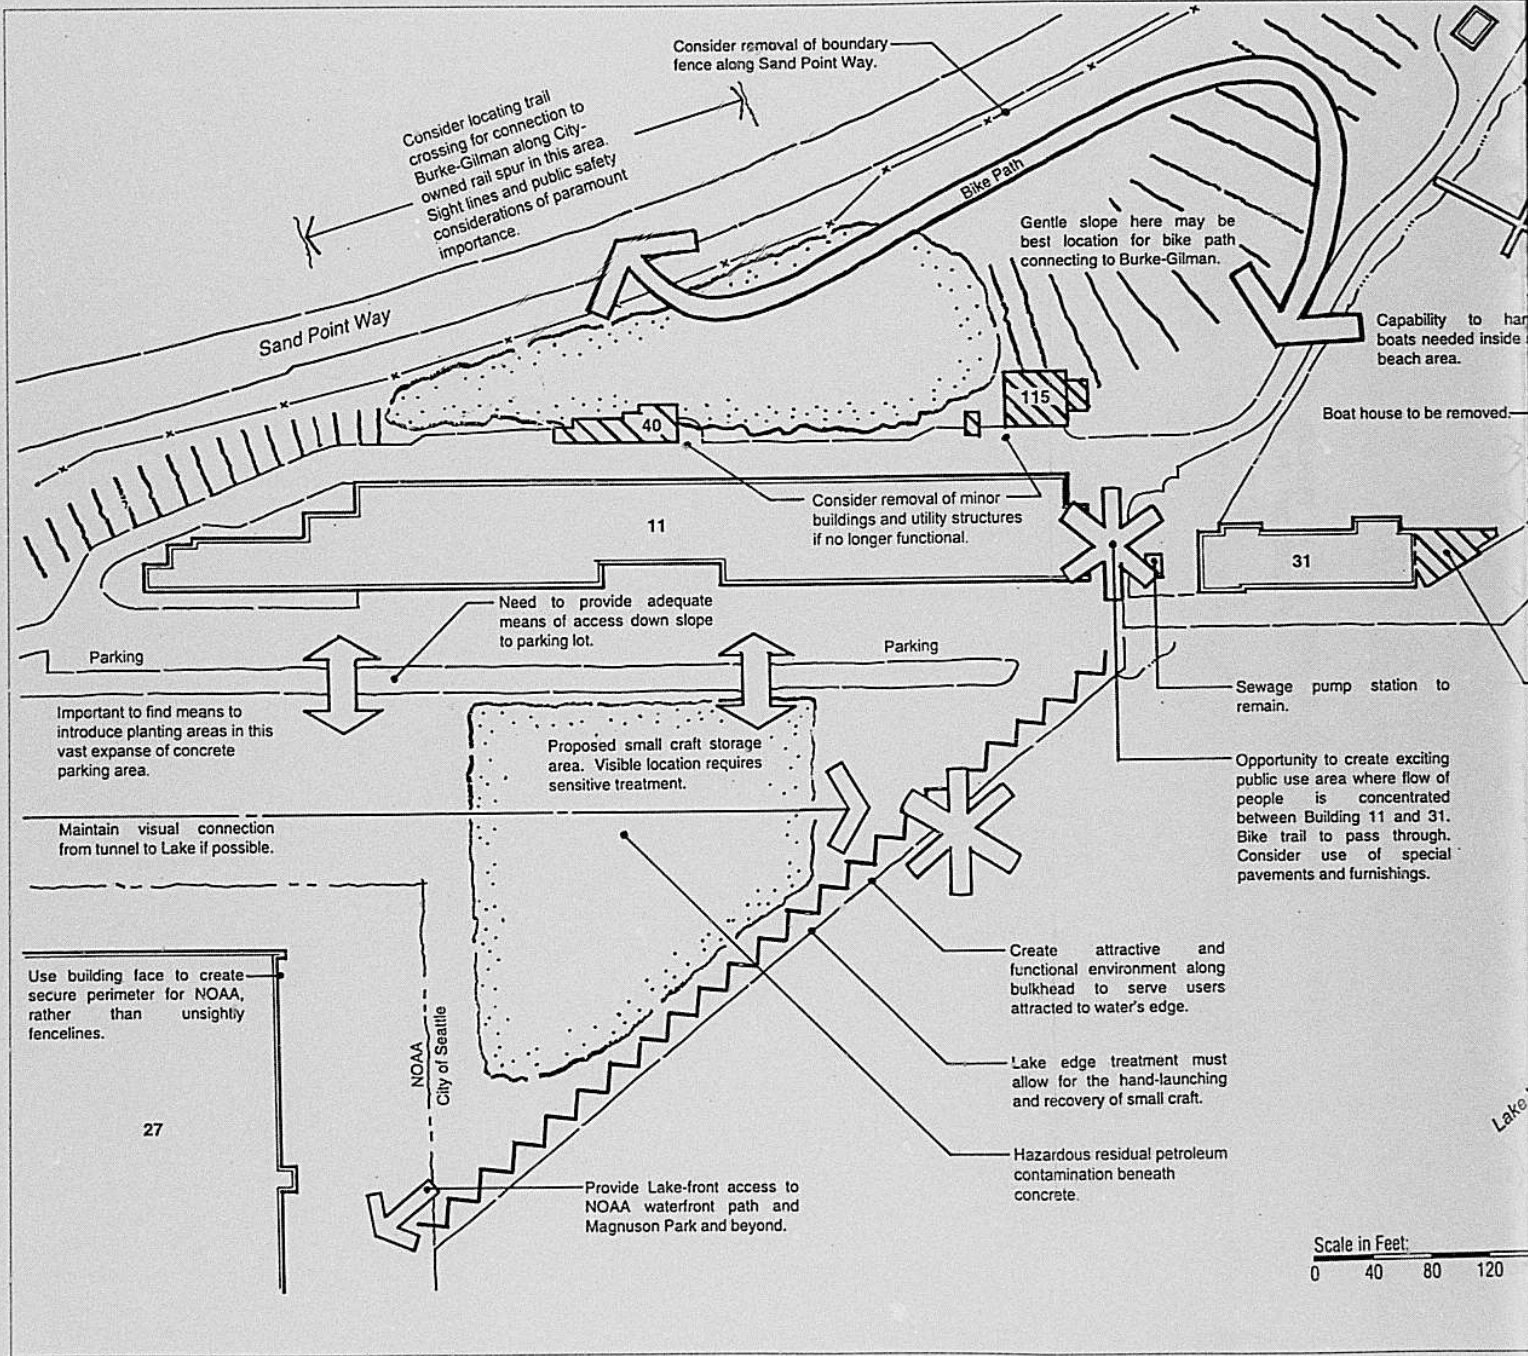 Consider removal of boundary
fence along Sand Point Way.
Consider locating trail
crossing for connection to
Burke-Gilman along City-
owned rail spur in this area.
Sight lines and public safety
considerations of paramount
importance.
Bike Path
Gentle slope here may be
best location for bike path
connecting to Burke-Gilman.
Sand Point Way
Capability to
boats needed inside
beach area.
115
Boat house to be removed.
40
Consider removal of minor
buildings and utility structures
if no longer functional.
11
31
Need to provide adequate
means of access down slope
to parking lot.
Parking
Parking
Sewage pump station to
remain.
Important to find means to
introduce planting areas in this
vast expanse of concrete
parking area.
Proposed small craft storage
area. Visible location requires
sensitive treatment.
Opportunity to create exciting
public use area where flow of
people is concentrated
between Building 11 and 31.
Bike trail to pass through.
Consider use of special
pavements and furnishings.
Maintain visual connection
from tunnel to Lake if possible.
Use building face to create
secure perimeter for NOAA,
rather than unsightly
fencelines.
Create attractive and
functional environment along
bulkhead to serve users
attracted to water's edge.
NOAA
City of Seattle
Lake edge treatment must
allow for the hand-launching
and recovery of small craft.
27
Lake
Hazardous residual petroleum
contamination beneath
concrete.
Provide Lake-front access to
NOAA waterfront path and
Magnuson Park and beyond.
Scale in Feet:
0 40 80 120